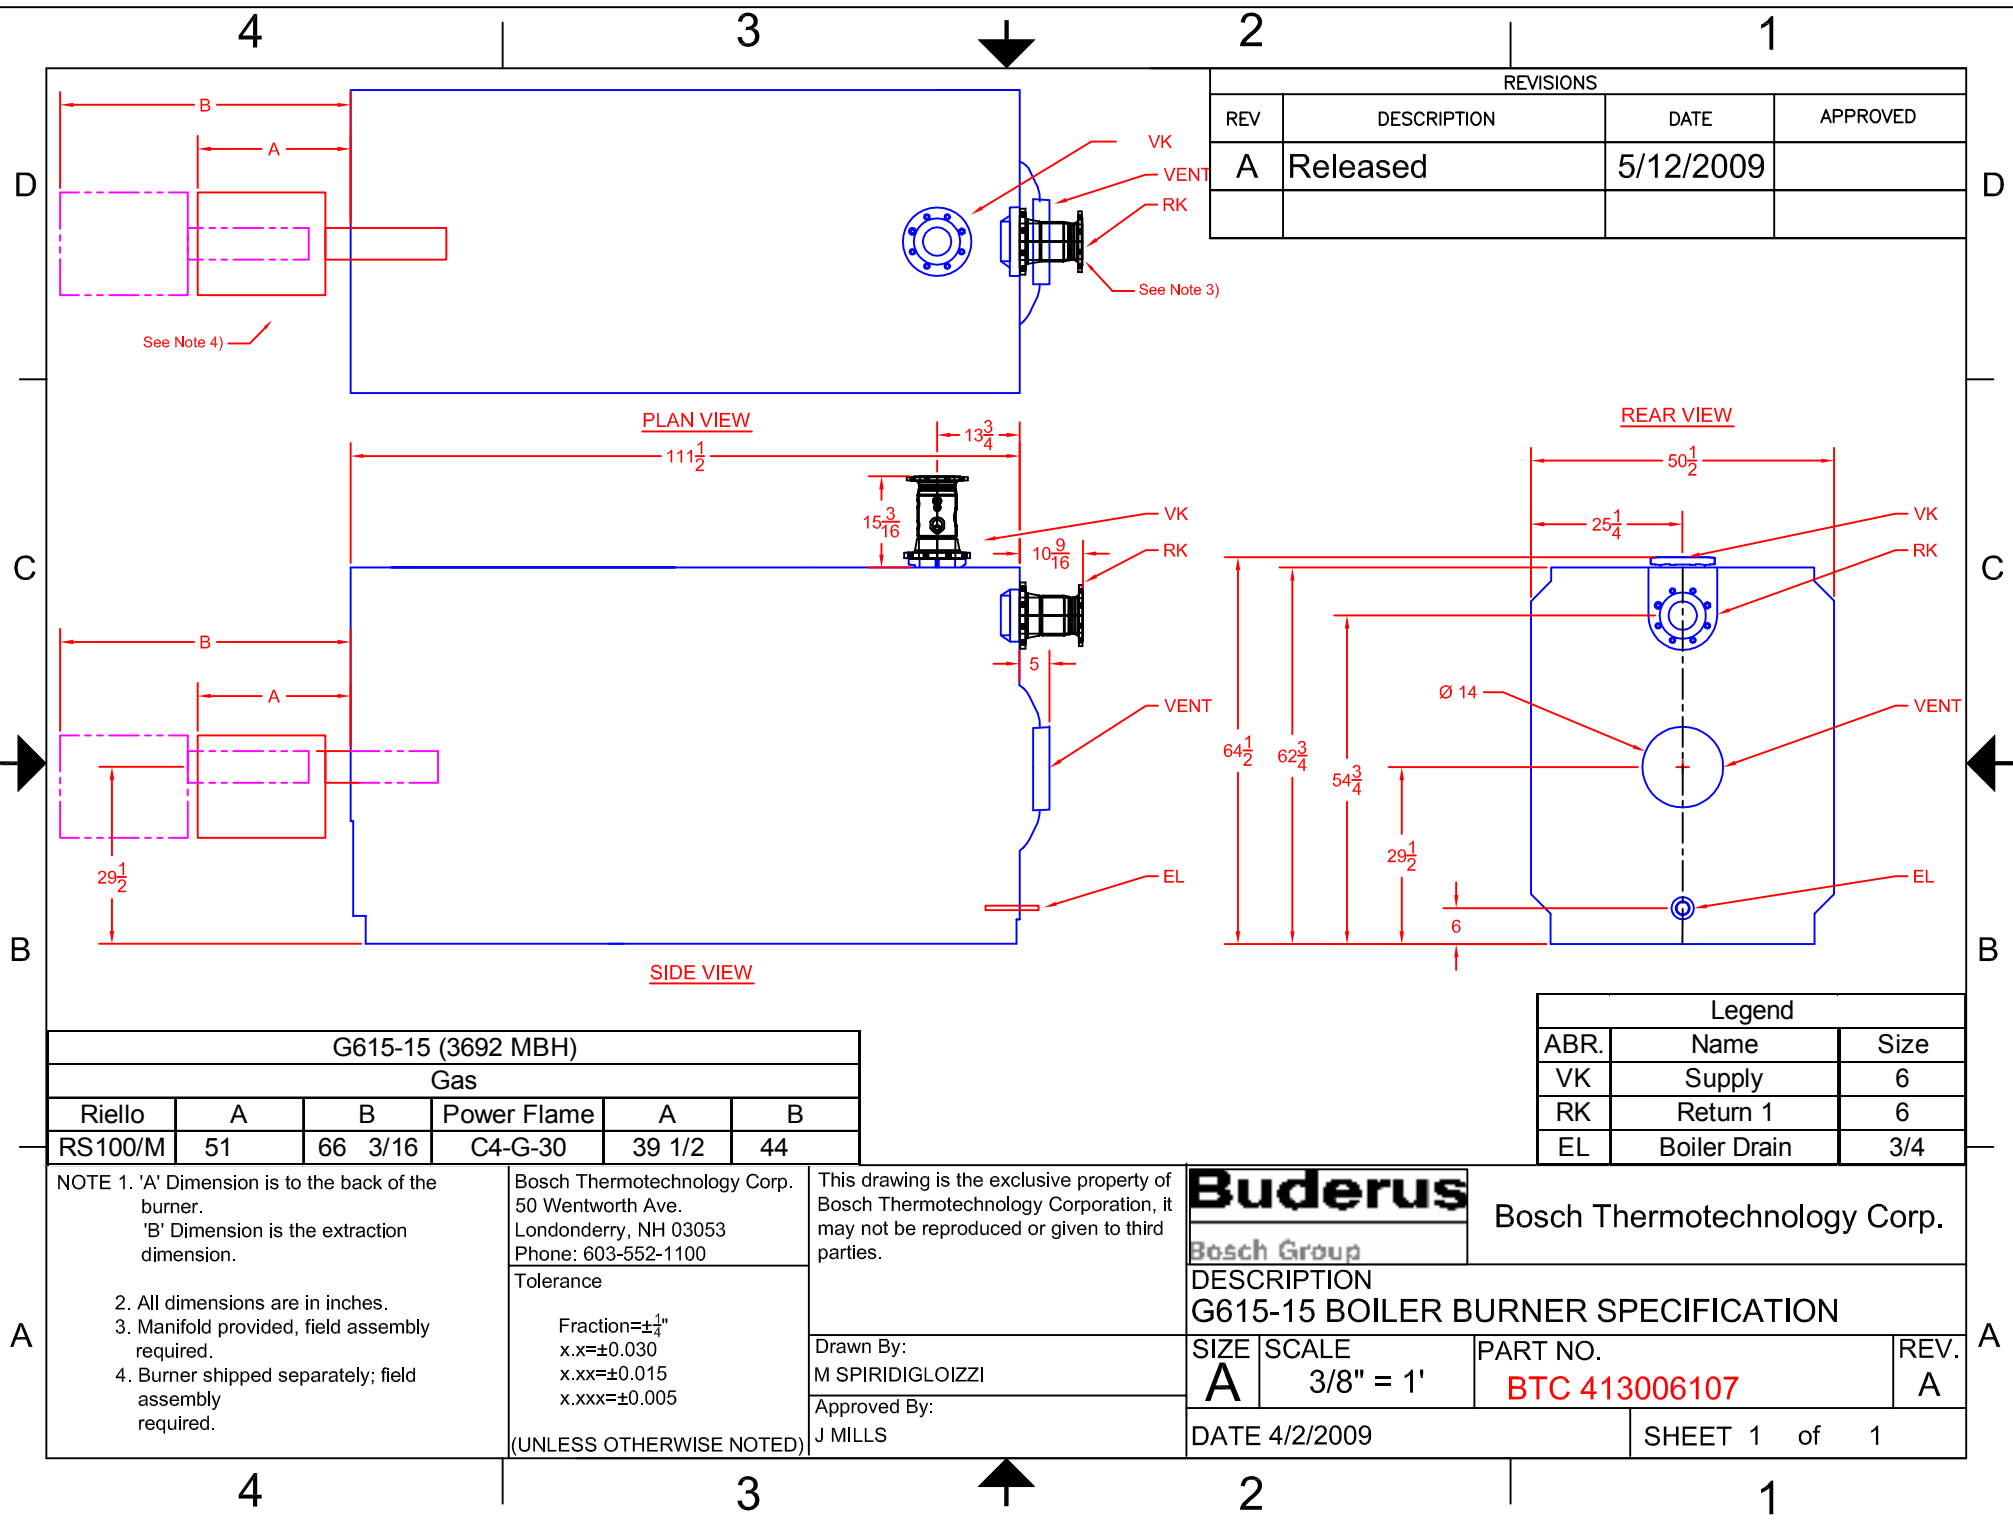 4 3 2 1
REVISIONS
REV DESCRIPTION DATE APPROVED
A Released 5/12/2009
D D
B
A
VK
VENT
RK
See Note 3)
See Note 4)
PLAN VIEW
REAR VIEW
111 1/2
13 3/4
15 3/16
VK
10 9/16
RK
C C
B
A
5
VENT
29 1/2
EL
SIDE VIEW
50 1/2
25 1/4
VK
RK
Ø 14
VENT
64 1/2
62 3/4
54 3/4
29 1/2
6
EL
B B
G615-15 (3692 MBH)
Gas
Riello A B Power Flame A B
RS100/M 51 66 3/16 C4-G-30 39 1/2 44
Legend
ABR. Name Size
VK Supply 6
RK Return 1 6
EL Boiler Drain 3/4
NOTE 1. 'A' Dimension is to the back of the
burner.
'B' Dimension is the extraction
dimension.
2. All dimensions are in inches.
3. Manifold provided, field assembly
required.
4. Burner shipped separately; field
assembly
required.
Bosch Thermotechnology Corp.
50 Wentworth Ave.
Londonderry, NH 03053
Phone: 603-552-1100
Tolerance
Fraction=±1/4"
x.x=±0.030
x.xx=±0.015
x.xxx=±0.005
(UNLESS OTHERWISE NOTED)
This drawing is the exclusive property of
Bosch Thermotechnology Corporation, it
may not be reproduced or given to third
parties.
Drawn By:
M SPIRIDIGLOIZZI
Approved By:
J MILLS
Buderus
Bosch Group
Bosch Thermotechnology Corp.
DESCRIPTION
G615-15 BOILER BURNER SPECIFICATION
SIZE
A
SCALE
3/8" = 1'
PART NO.
BTC 413006107
REV.
A
DATE 4/2/2009
SHEET 1 of 1
A A
4 3 2 1